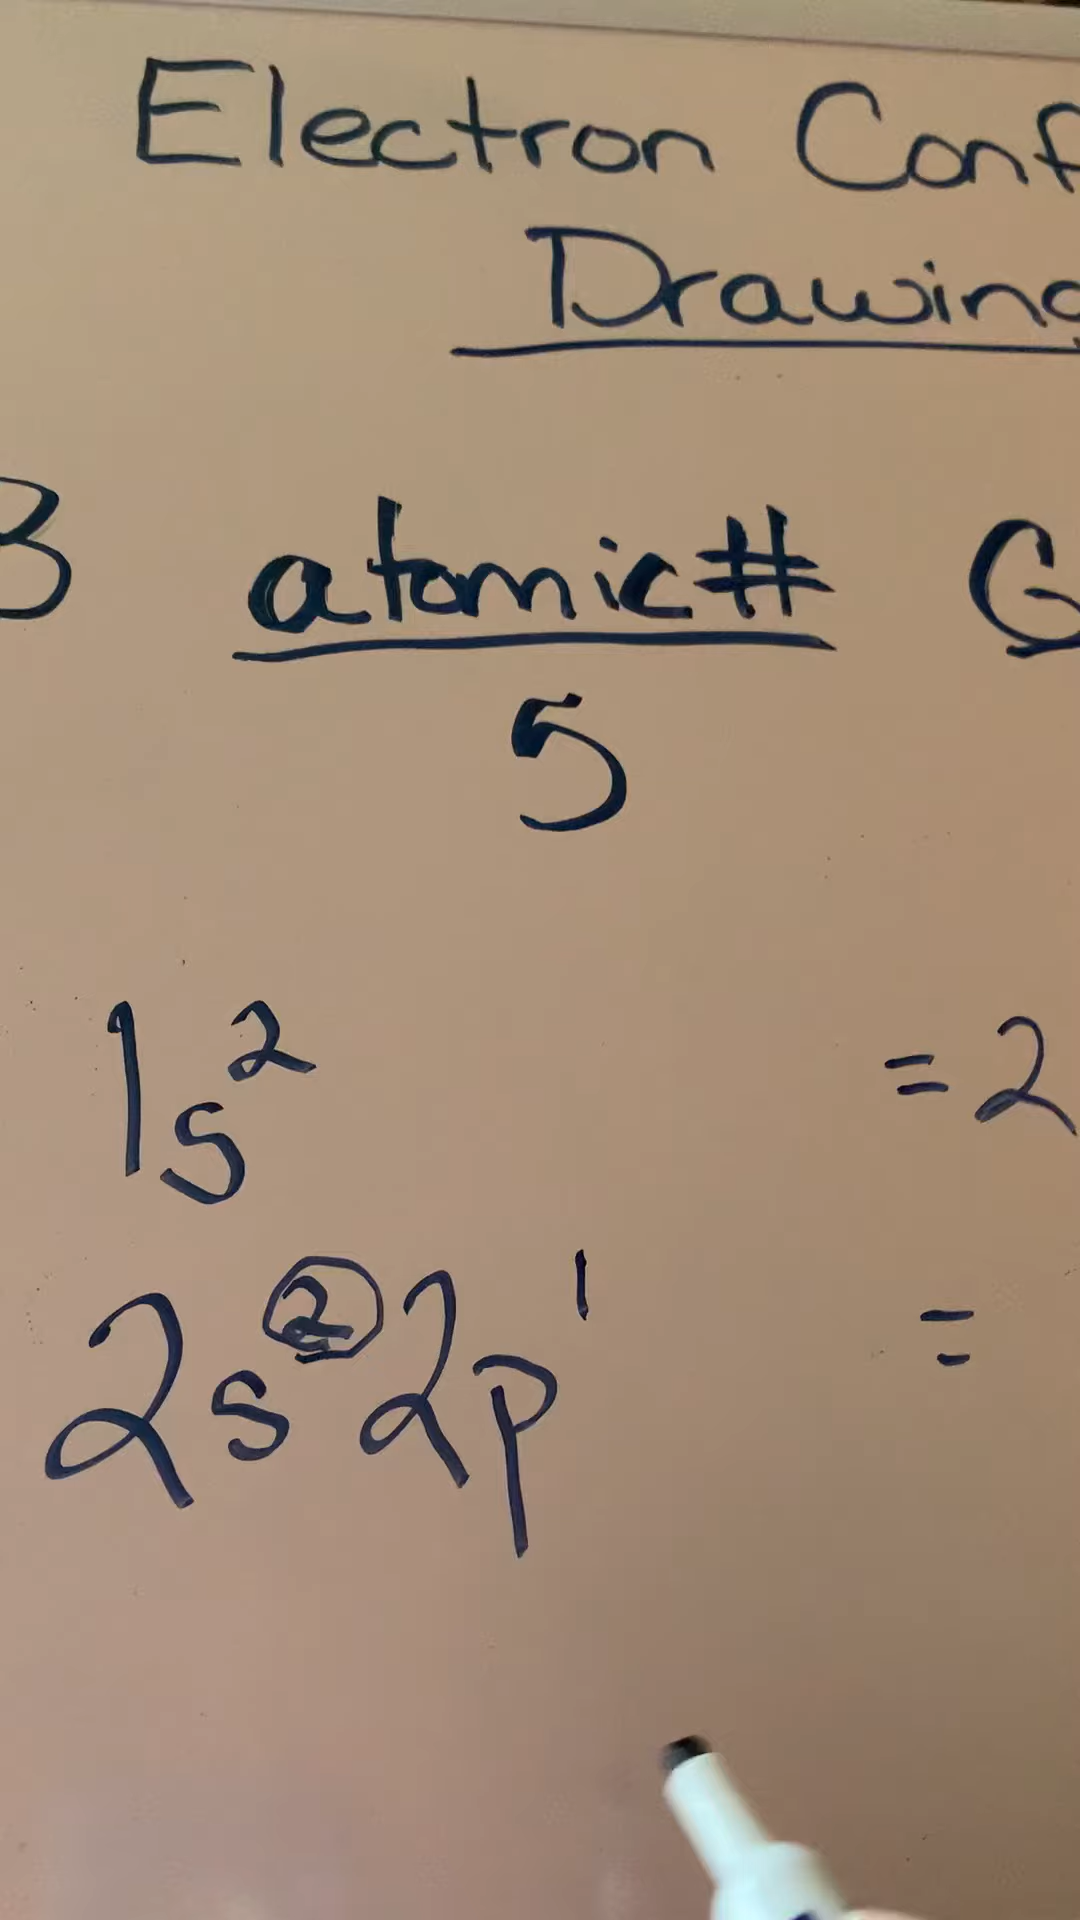 Electron Conf
Drawing
B atomic# G
5
1s² = 2
2s² 2p¹ =